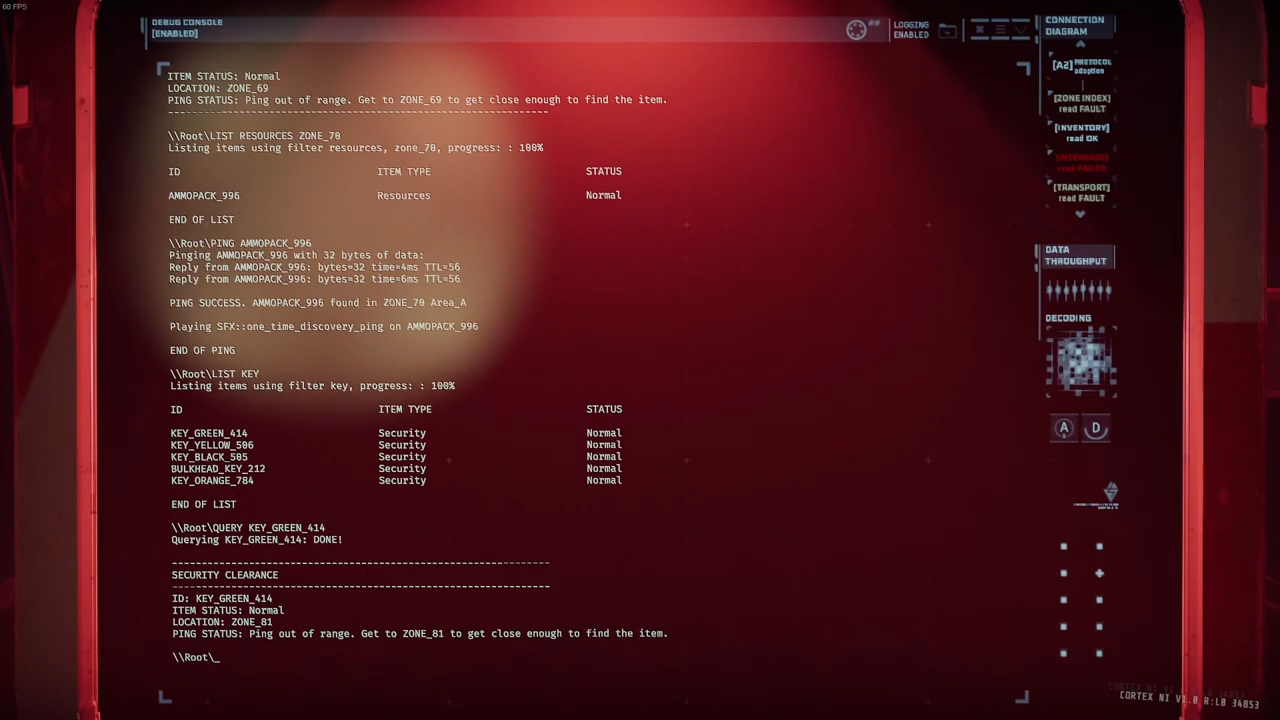 60 FPS
DEBUG CONSOLE
[ENABLED]
LOGGING
ENABLED
CONNECTION
DIAGRAM
[A2] PROTOCOL
adaption
[ZONE INDEX]
read FAULT
[INVENTORY]
read OK
[TRANSPORT]
read FAULT
DATA
THROUGHPUT
DECODING
A D
ITEM STATUS: Normal
LOCATION: ZONE_69
PING STATUS: Ping out of range. Get to ZONE_69 to get close enough to find the item.
--------------------------------------------------------------
\\Root\LIST RESOURCES ZONE_70
Listing items using filter resources, zone_70, progress: : 100%
ID ITEM TYPE STATUS
AMMOPACK_996 Resources Normal
END OF LIST
\\Root\PING AMMOPACK_996
Pinging AMMOPACK_996 with 32 bytes of data:
Reply from AMMOPACK_996: bytes=32 time=4ms TTL=56
Reply from AMMOPACK_996: bytes=32 time=6ms TTL=56
PING SUCCESS. AMMOPACK_996 found in ZONE_70 Area_A
Playing SFX::one_time_discovery_ping on AMMOPACK_996
END OF PING
\\Root\LIST KEY
Listing items using filter key, progress: : 100%
ID ITEM TYPE STATUS
KEY_GREEN_414 Security Normal
KEY_YELLOW_506 Security Normal
KEY_BLACK_505 Security Normal
BULKHEAD_KEY_212 Security Normal
KEY_ORANGE_784 Security Normal
END OF LIST
\\Root\QUERY KEY_GREEN_414
Querying KEY_GREEN_414: DONE!
--------------------------------------------------------------
SECURITY CLEARANCE
--------------------------------------------------------------
ID: KEY_GREEN_414
ITEM STATUS: Normal
LOCATION: ZONE_81
PING STATUS: Ping out of range. Get to ZONE_81 to get close enough to find the item.
\\Root\_
CORTEX NI V1.0 R:L0 34853